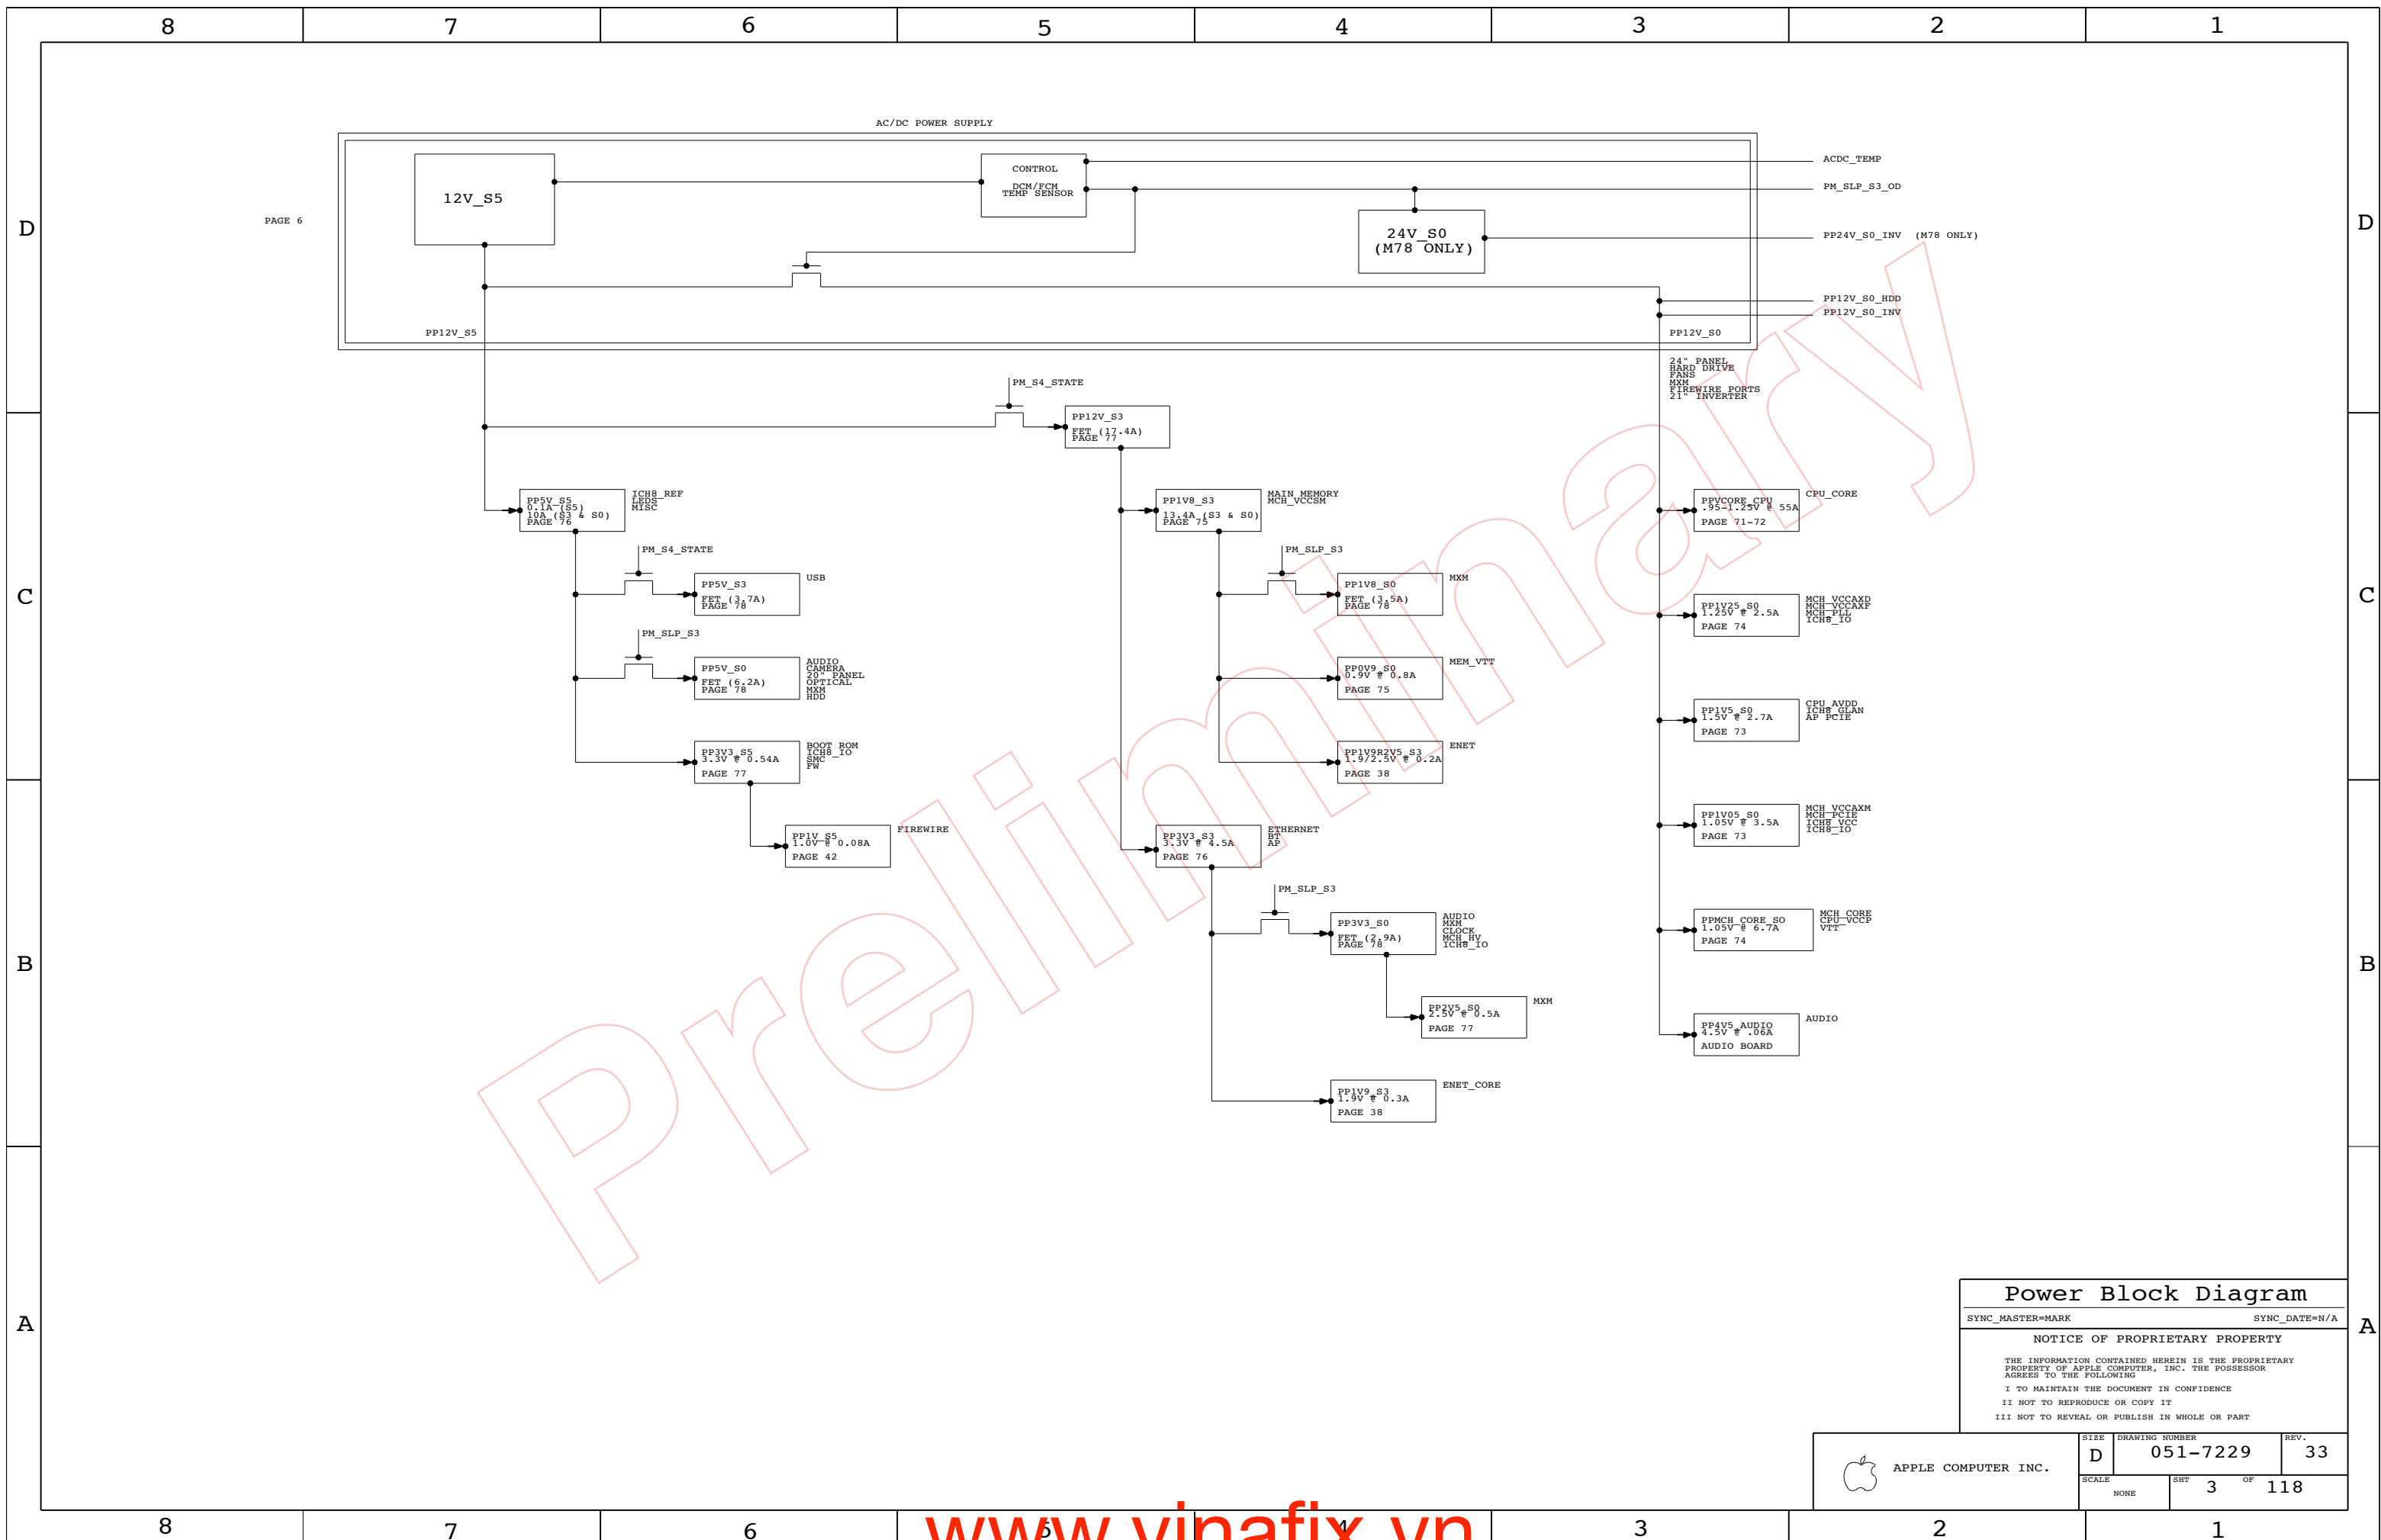 8 7 6 5 4 3 2 1
AC/DC POWER SUPPLY
12V_S5
CONTROL
DCM/FCM
TEMP SENSOR
24V_S0
(M78 ONLY)
ACDC_TEMP
PM_SLP_S3_OD
PP24V_S0_INV (M78 ONLY)
PP12V_S0_HDD
PP12V_S0_INV
PAGE 6
D
D
PP12V_S5
PP12V_S0
24" PANEL
HARD DRIVE
FANS
MXM
FIREWIRE PORTS
21" INVERTER
PM_S4_STATE
PP12V_S3
FET (17.4A)
PAGE 77
PP5V_S5
0.1A (S5)
10A (S3 & S0)
PAGE 76
ICH8_REF
LEDS
MISC
PM_S4_STATE
PP5V_S3
FET (3.7A)
PAGE 78
USB
PM_SLP_S3
PP5V_S0
FET (6.2A)
PAGE 78
AUDIO
CAMERA
20" PANEL
OPTICAL
MXM
HDD
PP3V3_S5
3.3V @ 0.54A
PAGE 77
BOOT ROM
ICH8_IO
SMC
FW
PP1V_S5
1.0V @ 0.08A
PAGE 42
FIREWIRE
PP1V8_S3
13.4A (S3 & S0)
PAGE 75
MAIN MEMORY
MCH_VCCSM
PM_SLP_S3
PP1V8_S0
FET (3.5A)
PAGE 78
MXM
PP0V9_S0
0.9V @ 0.8A
PAGE 75
MEM_VTT
PP1V9R2V5_S3
1.9/2.5V @ 0.2A
PAGE 38
ENET
PP3V3_S3
3.3V @ 4.5A
PAGE 76
ETHERNET
BT
AP
PM_SLP_S3
PP3V3_S0
FET (2.9A)
PAGE 78
AUDIO
MXM
CLOCK
MCH_HV
ICH8_IO
PP2V5_S0
2.5V @ 0.5A
PAGE 77
MXM
PP1V9_S3
1.9V @ 0.3A
PAGE 38
ENET_CORE
PPVCORE_CPU
.95-1.25V @ 55A
PAGE 71-72
CPU_CORE
PP1V25_S0
1.25V @ 2.5A
PAGE 74
MCH_VCCAXD
MCH_VCCAXF
MCH_PLL
ICH8_IO
PP1V5_S0
1.5V @ 2.7A
PAGE 73
CPU_AVDD
ICH8_GLAN
AP PCIE
PP1V05_S0
1.05V @ 3.5A
PAGE 73
MCH_VCCAXM
MCH_PCIE
ICH8_VCC
ICH8_IO
PPMCH_CORE_SO
1.05V @ 6.7A
PAGE 74
MCH_CORE
CPU_VCCP
VTT
PP4V5_AUDIO
4.5V @ .06A
AUDIO BOARD
AUDIO
C
C
B
B
A
A
Preliminary
Power Block Diagram
SYNC_MASTER=MARK SYNC_DATE=N/A
NOTICE OF PROPRIETARY PROPERTY
THE INFORMATION CONTAINED HEREIN IS THE PROPRIETARY
PROPERTY OF APPLE COMPUTER, INC. THE POSSESSOR
AGREES TO THE FOLLOWING
I TO MAINTAIN THE DOCUMENT IN CONFIDENCE
II NOT TO REPRODUCE OR COPY IT
III NOT TO REVEAL OR PUBLISH IN WHOLE OR PART
APPLE COMPUTER INC.
SIZE
D
DRAWING NUMBER
051-7229
REV.
33
SCALE
NONE
SHT
3 OF 118
8 7 6 5 4 3 2 1
www.vinafix.vn